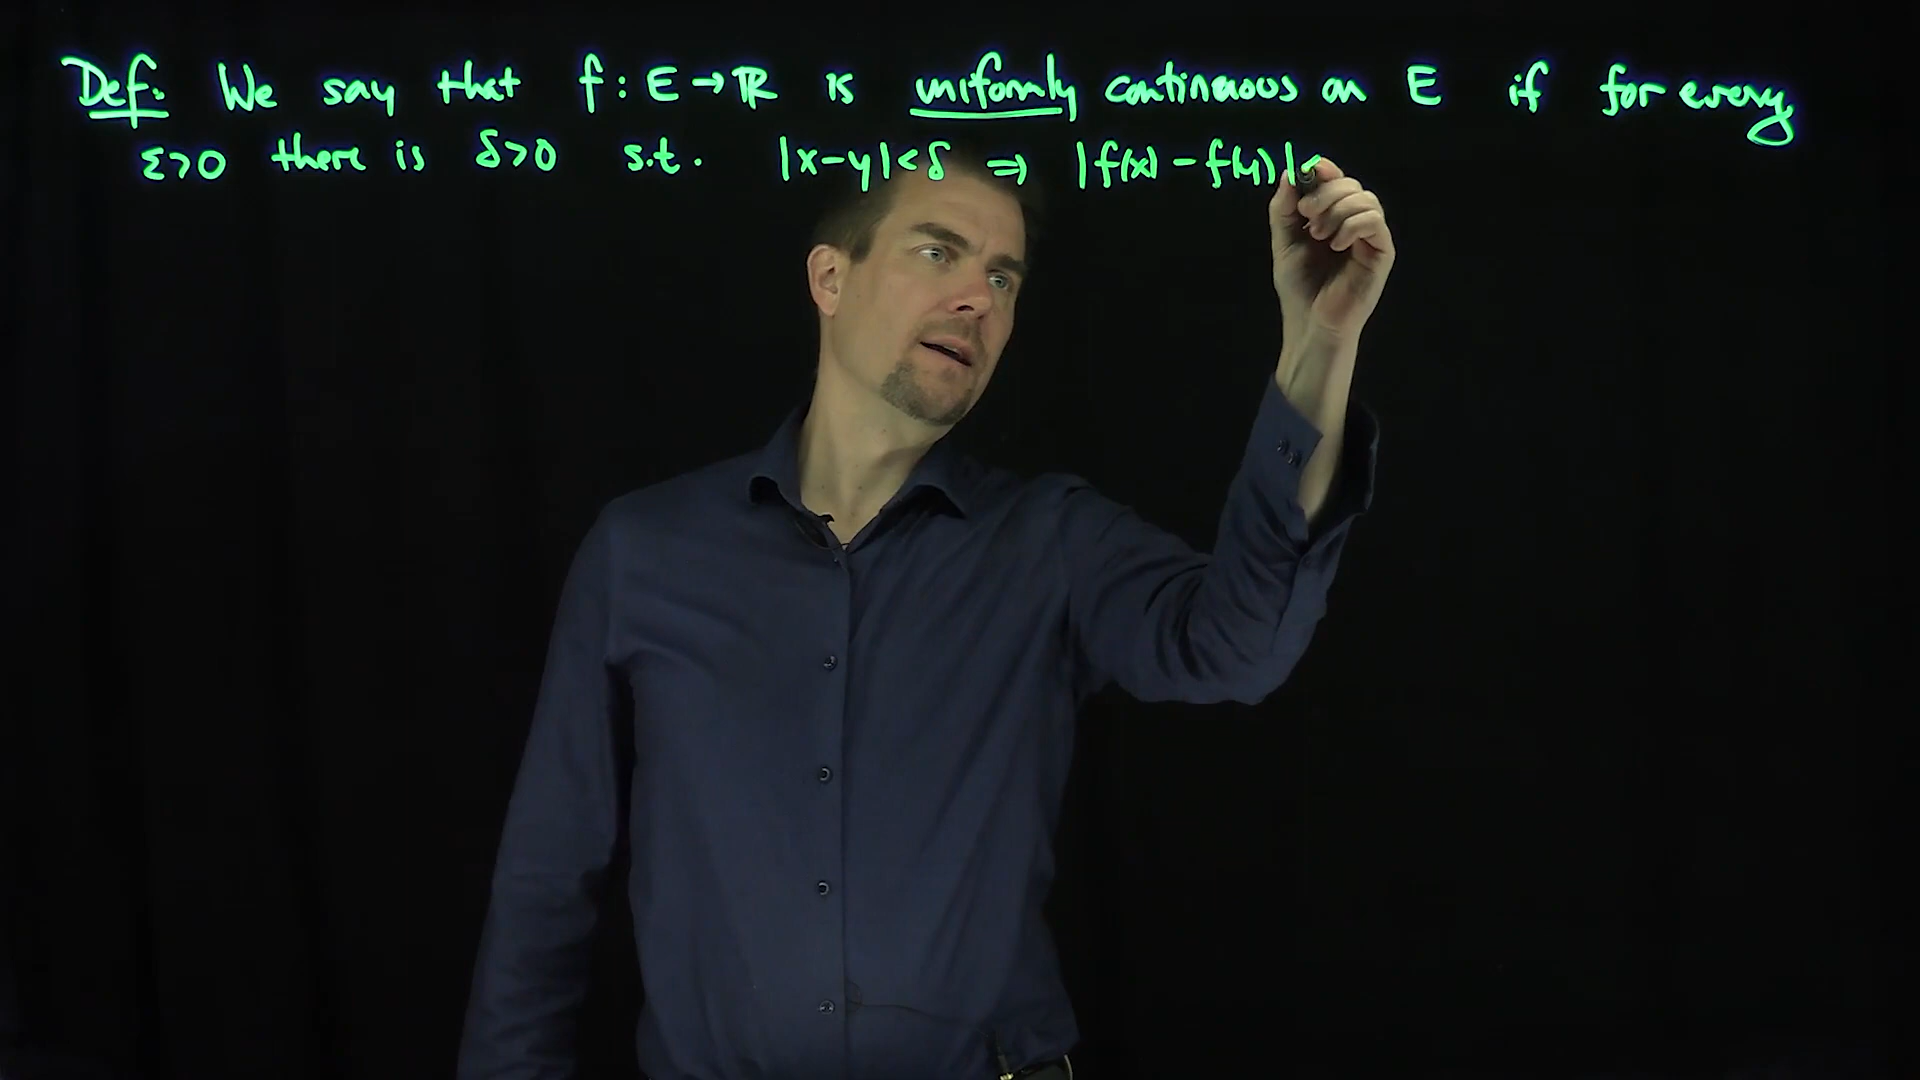 Def: We say that f : E → ℝ is uniformly continuous on E if for every
ε>0 there is δ>0 s.t. |x-y|<δ ⇒ |f(x) - f(y)|<